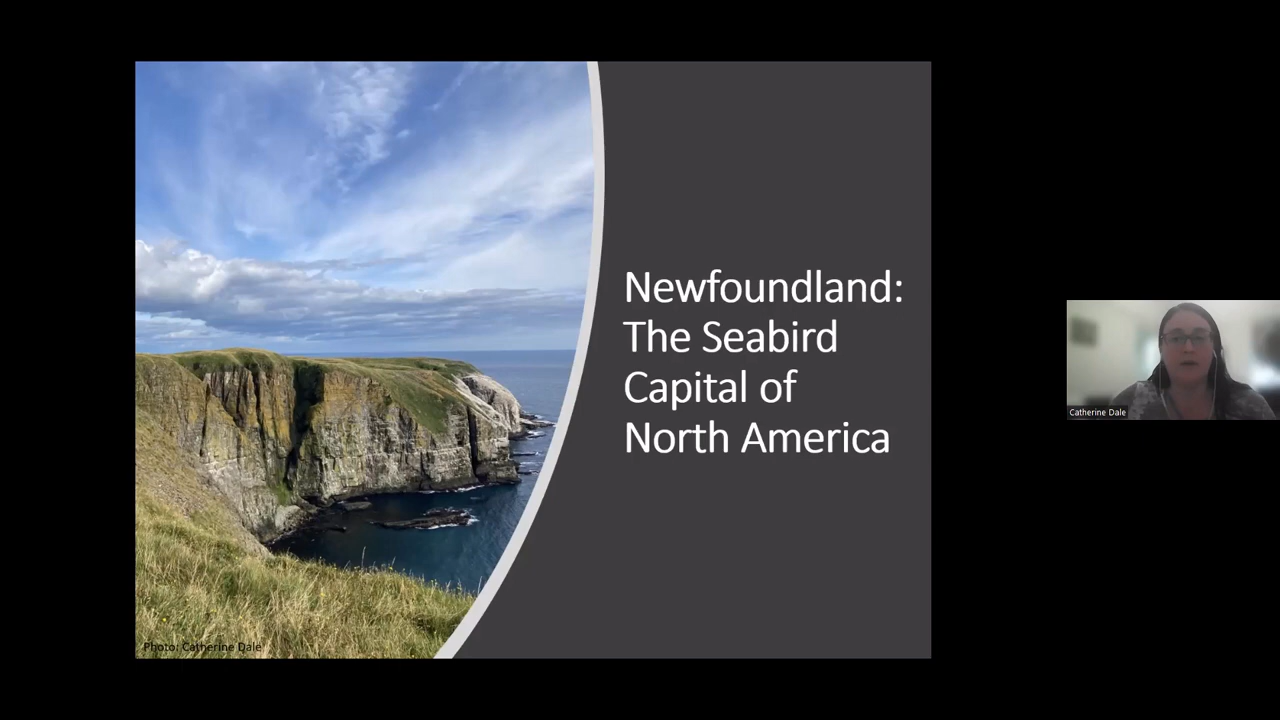 Newfoundland:
The Seabird
Capital of
North America
Catherine Dale
Photo: Catherine Dale